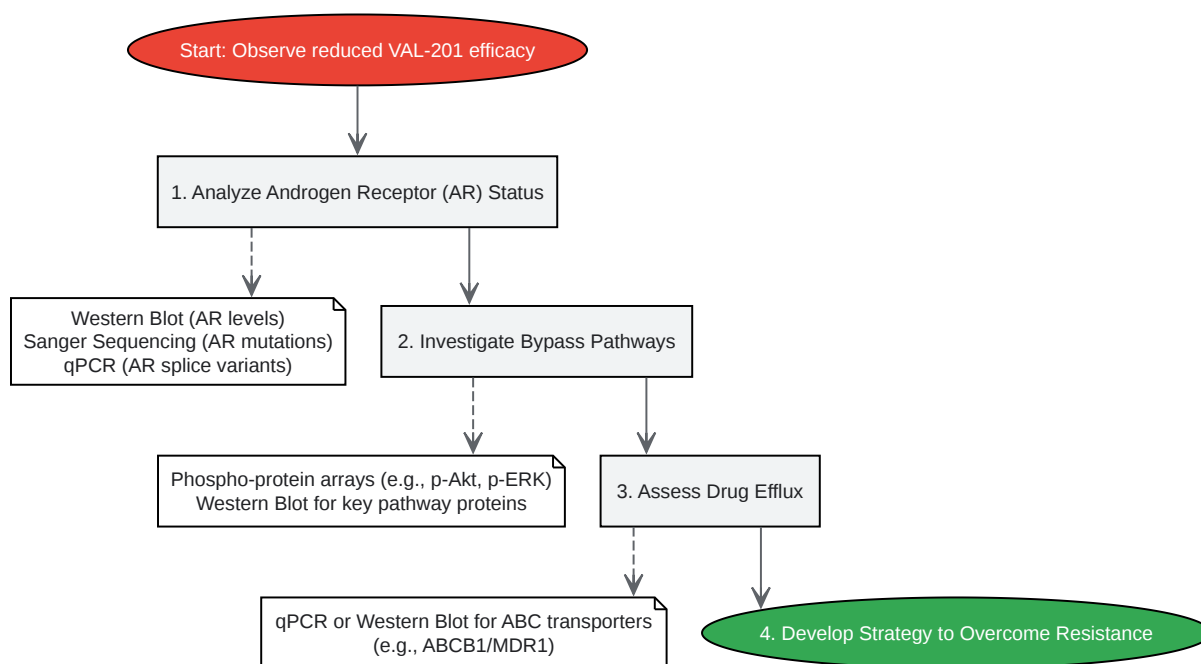 Start: Observe reduced VAL-201 efficacy
1. Analyze Androgen Receptor (AR) Status
Western Blot (AR levels)
Sanger Sequencing (AR mutations)
qPCR (AR splice variants)
2. Investigate Bypass Pathways
Phospho-protein arrays (e.g., p-Akt, p-ERK)
Western Blot for key pathway proteins
3. Assess Drug Efflux
qPCR or Western Blot for ABC transporters
(e.g., ABCB1/MDR1)
4. Develop Strategy to Overcome Resistance